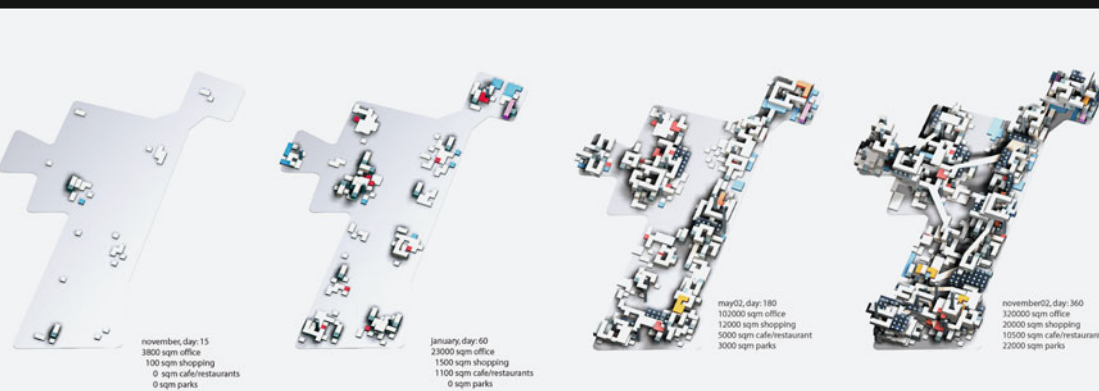 november, day: 15
3800 sqm office
100 sqm shopping
0 sqm cafe/restaurants
0 sqm parks
january, day: 60
23000 sqm office
1500 sqm shopping
1100 sqm cafe/restaurants
0 sqm parks
may02, day: 180
102000 sqm office
12000 sqm shopping
5000 sqm cafe/restaurant
3000 sqm parks
november02, day: 360
320000 sqm office
20000 sqm shopping
10500 sqm cafe/restaurant
22000 sqm parks